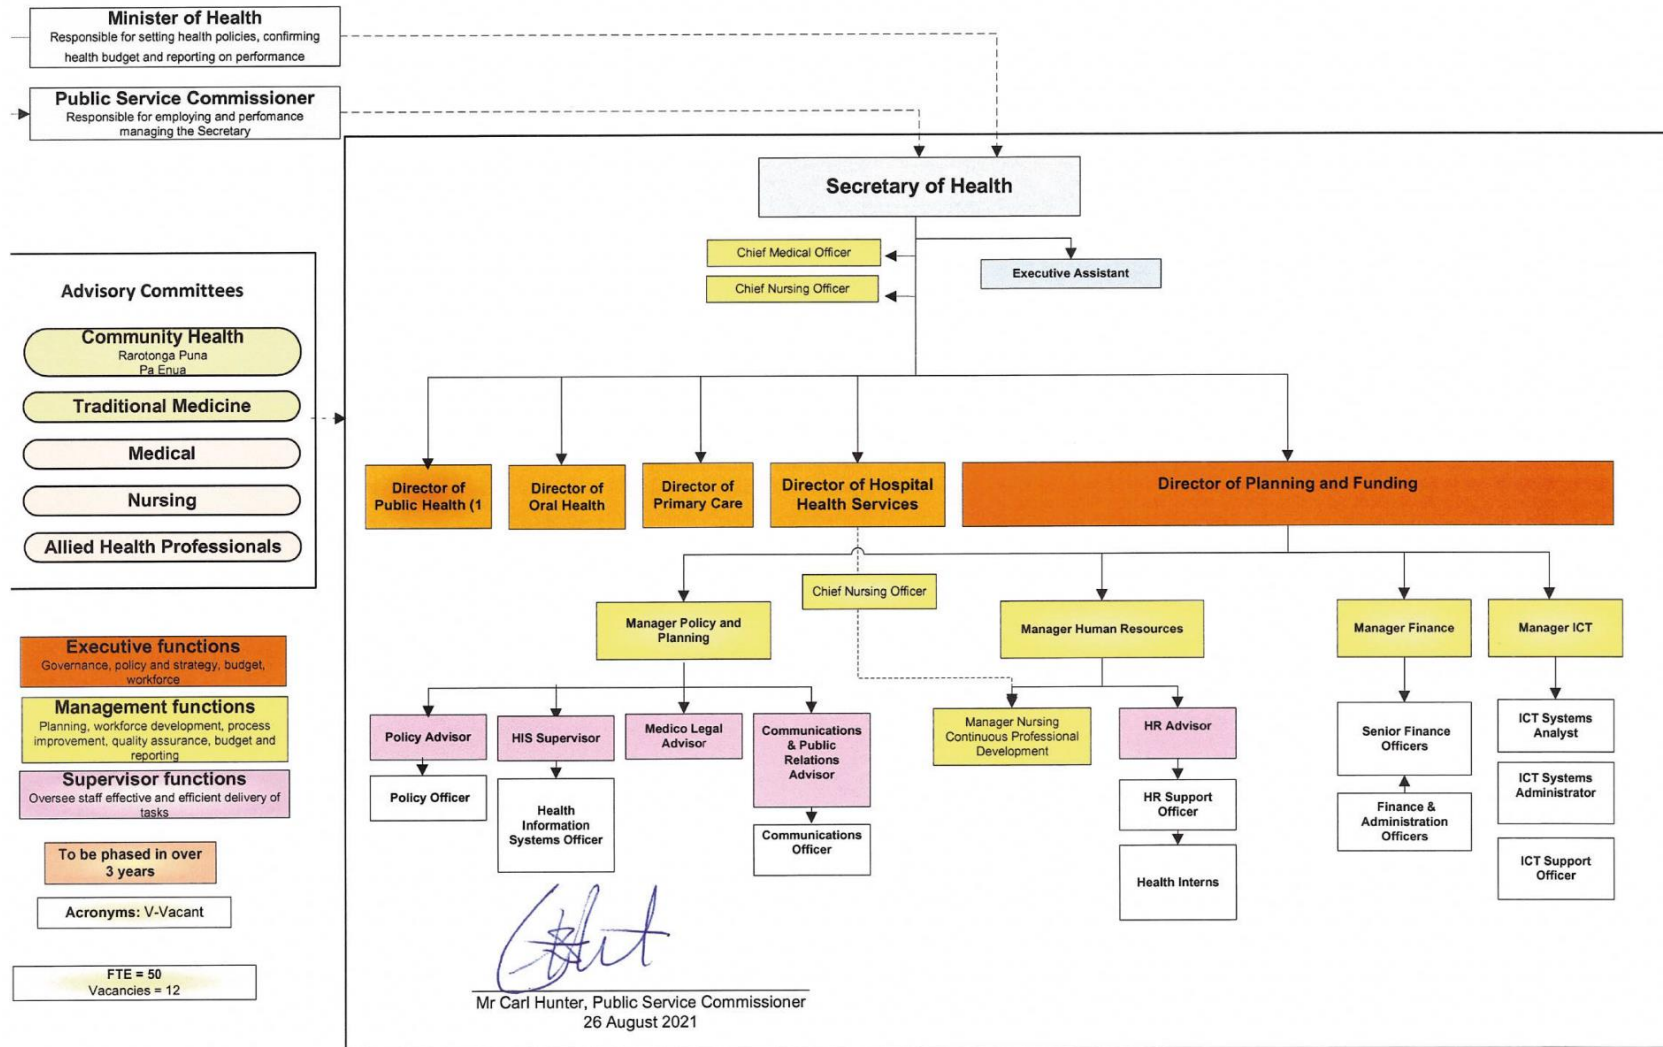 Minister of Health
Responsible for setting health policies, confirming
health budget and reporting on performance
Public Service Commissioner
Responsible for employing and perfomance
managing the Secretary
Secretary of Health
Chief Medical Officer
Chief Nursing Officer
Executive Assistant
Advisory Committees
Community Health
Rarotonga Puna
Pa Enua
Traditional Medicine
Medical
Nursing
Allied Health Professionals
Director of
Public Health (1
Director of
Oral Health
Director of
Primary Care
Director of Hospital
Health Services
Director of Planning and Funding
Chief Nursing Officer
Manager Policy and
Planning
Manager Human Resources
Manager Finance
Manager ICT
Executive functions
Governance, policy and strategy, budget,
workforce
Management functions
Planning, workforce development, process
improvement, quality assurance, budget and
reporting
Supervisor functions
Oversee staff effective and efficient delivery of
tasks
To be phased in over
3 years
Acronyms: V-Vacant
FTE = 50
Vacancies = 12
Policy Advisor
HIS Supervisor
Medico Legal
Advisor
Communications
& Public
Relations
Advisor
Manager Nursing
Continuous Professional
Development
HR Advisor
Senior Finance
Officers
ICT Systems
Analyst
Policy Officer
Health
Information
Systems Officer
Communications
Officer
HR Support
Officer
Health Interns
Finance &
Administration
Officers
ICT Systems
Administrator
ICT Support
Officer
Mr Carl Hunter, Public Service Commissioner
26 August 2021